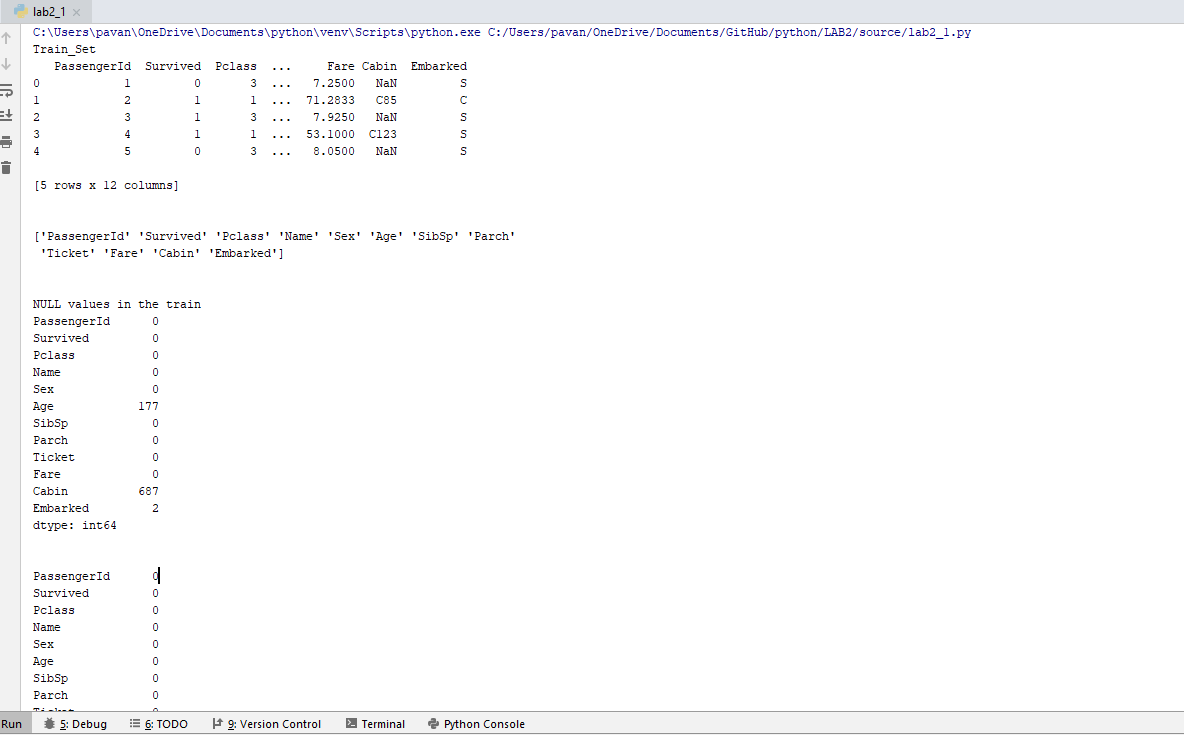 lab2_1
C:\Users\pavan\OneDrive\Documents\python\venv\Scripts\python.exe C:/Users/pavan/OneDrive/Documents/GitHub/python/LAB2/source/lab2_1.py
Train_Set
PassengerId Survived Pclass ... Fare Cabin Embarked
0 1 0 3 ... 7.2500 NaN S
1 2 1 1 ... 71.2833 C85 C
2 3 1 3 ... 7.9250 NaN S
3 4 1 1 ... 53.1000 C123 S
4 5 0 3 ... 8.0500 NaN S
[5 rows x 12 columns]
['PassengerId' 'Survived' 'Pclass' 'Name' 'Sex' 'Age' 'SibSp' 'Parch'
'Ticket' 'Fare' 'Cabin' 'Embarked']
NULL values in the train
PassengerId 0
Survived 0
Pclass 0
Name 0
Sex 0
Age 177
SibSp 0
Parch 0
Ticket 0
Fare 0
Cabin 687
Embarked 2
dtype: int64
PassengerId 0
Survived 0
Pclass 0
Name 0
Sex 0
Age 0
SibSp 0
Parch 0
Ticket 0
Run 5: Debug 6: TODO 9: Version Control Terminal Python Console